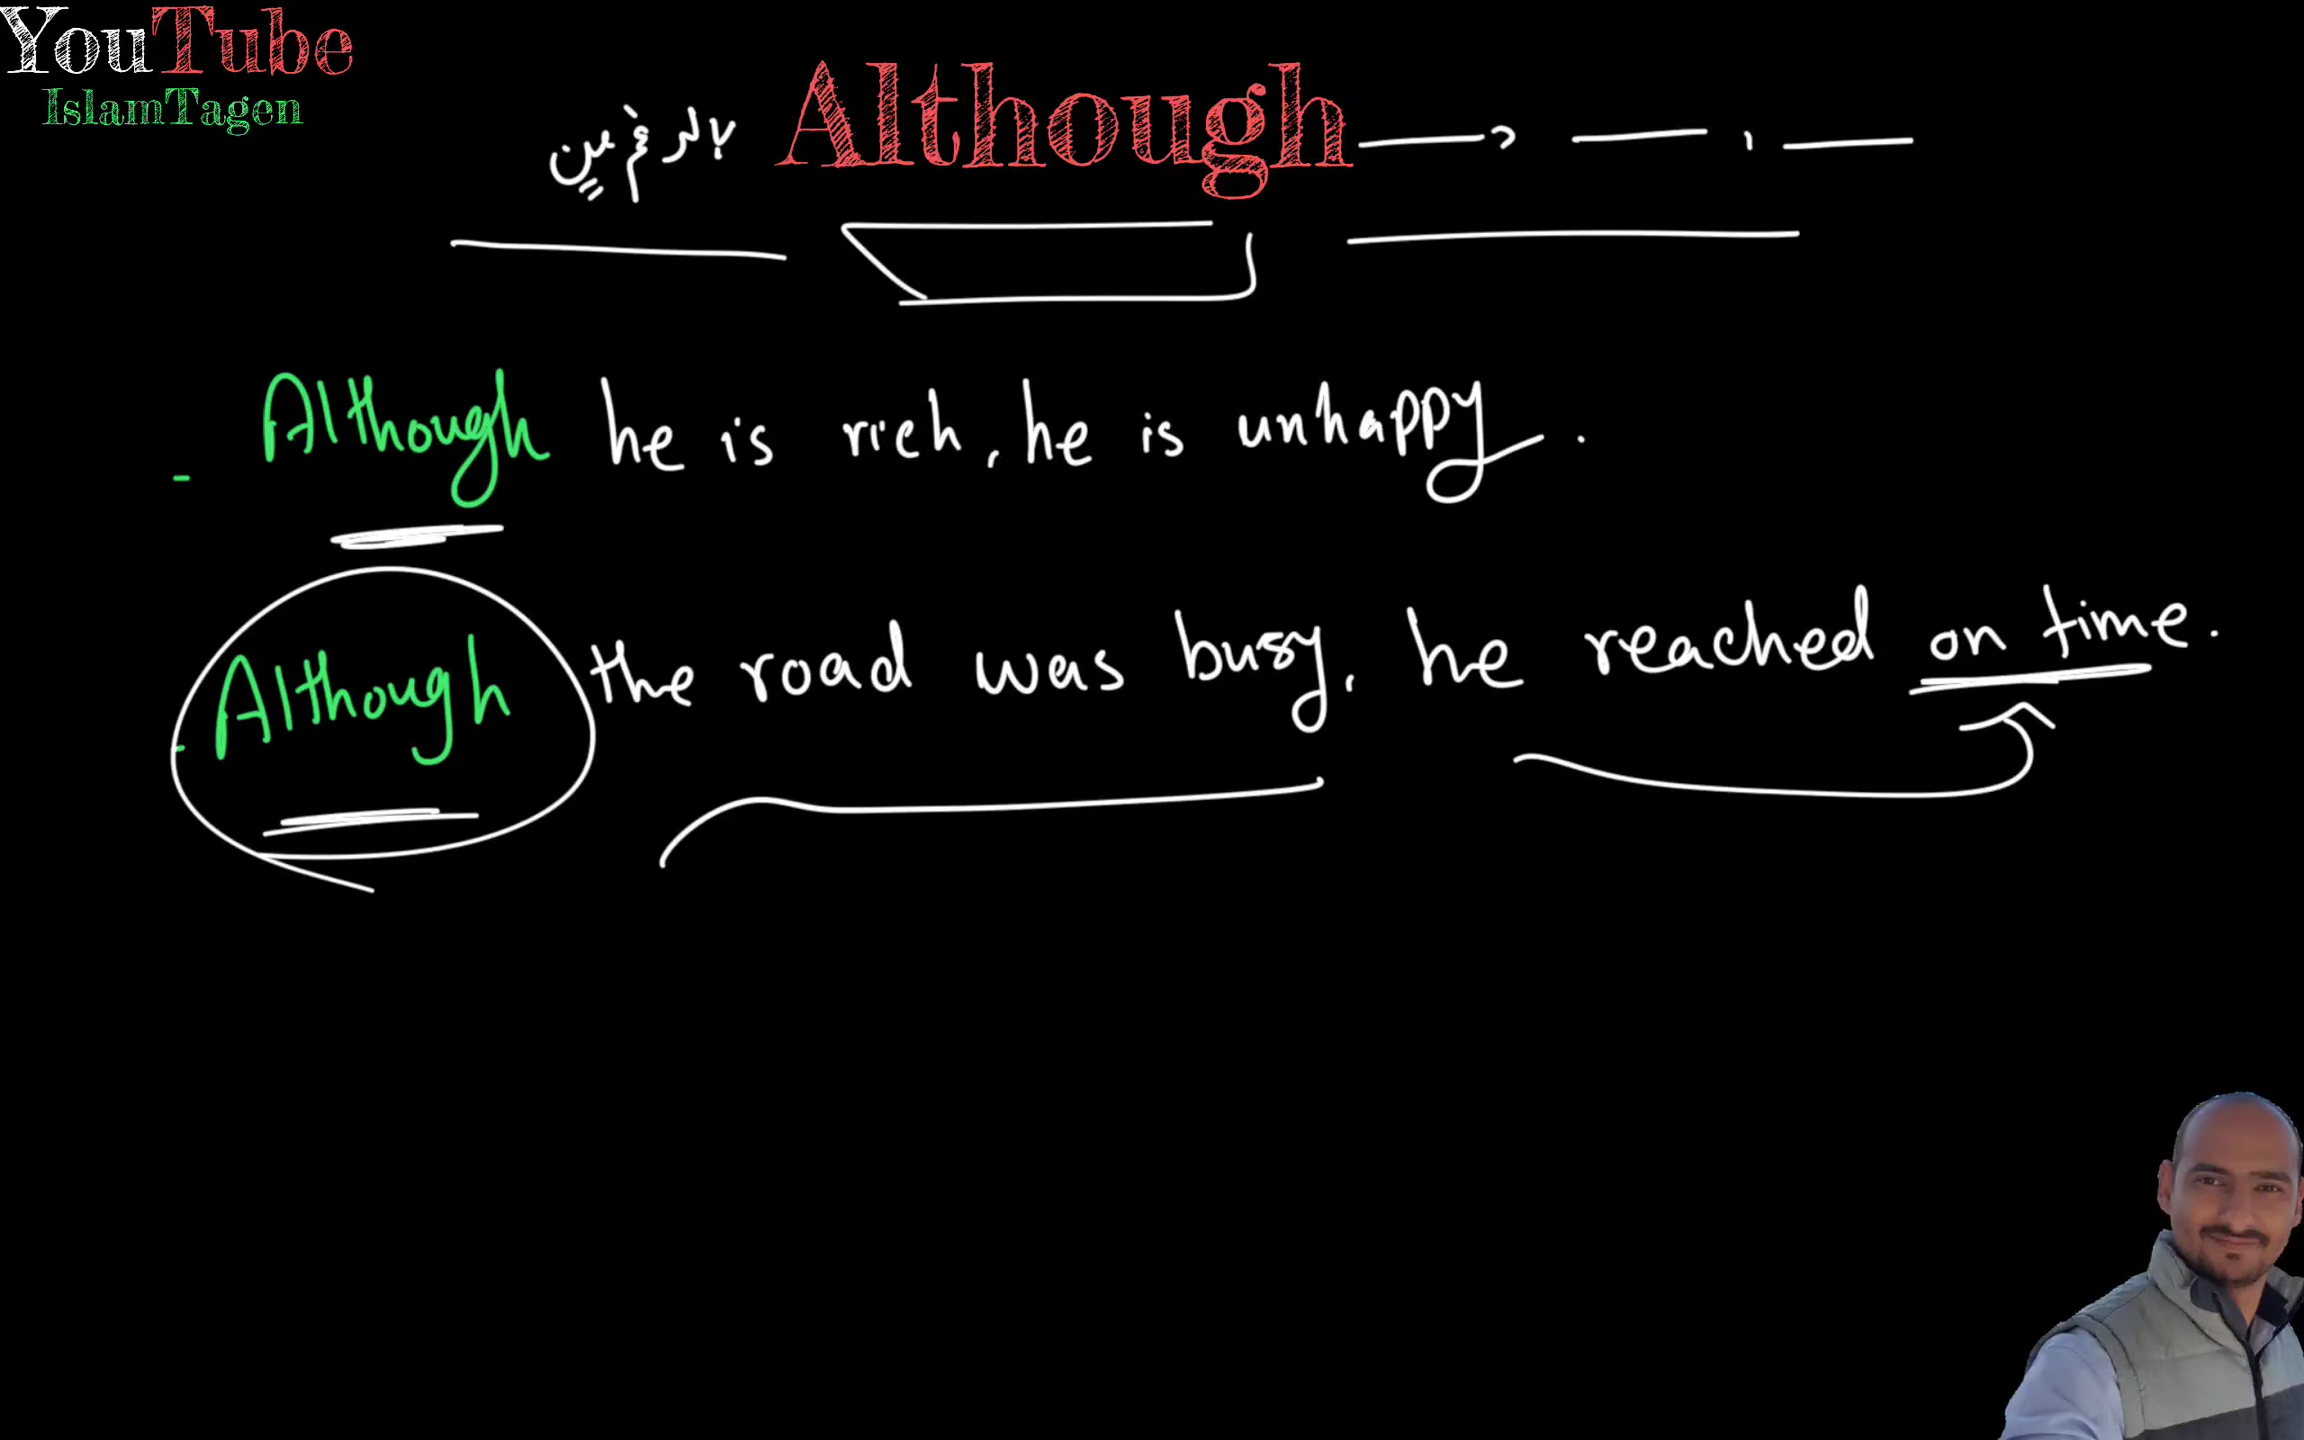 YouTube
IslamTagen
بالرغم من Although
- Although he is rich, he is unhappy.
- Although the road was busy, he reached on time.